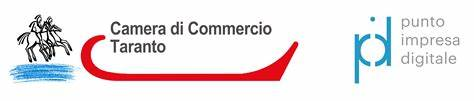 Camera di Commercio
Taranto
pid
punto
impresa
digitale